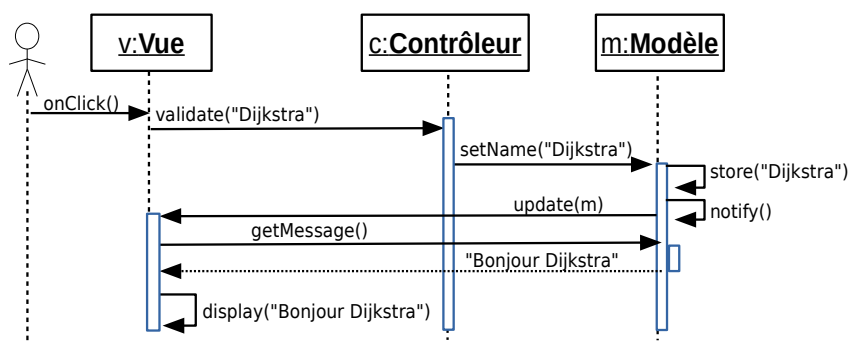 v:Vue
c:Contrôleur
m:Modèle
onClick()
validate("Dijkstra")
setName("Dijkstra")
store("Dijkstra")
update(m)
notify()
getMessage()
"Bonjour Dijkstra"
display("Bonjour Dijkstra")